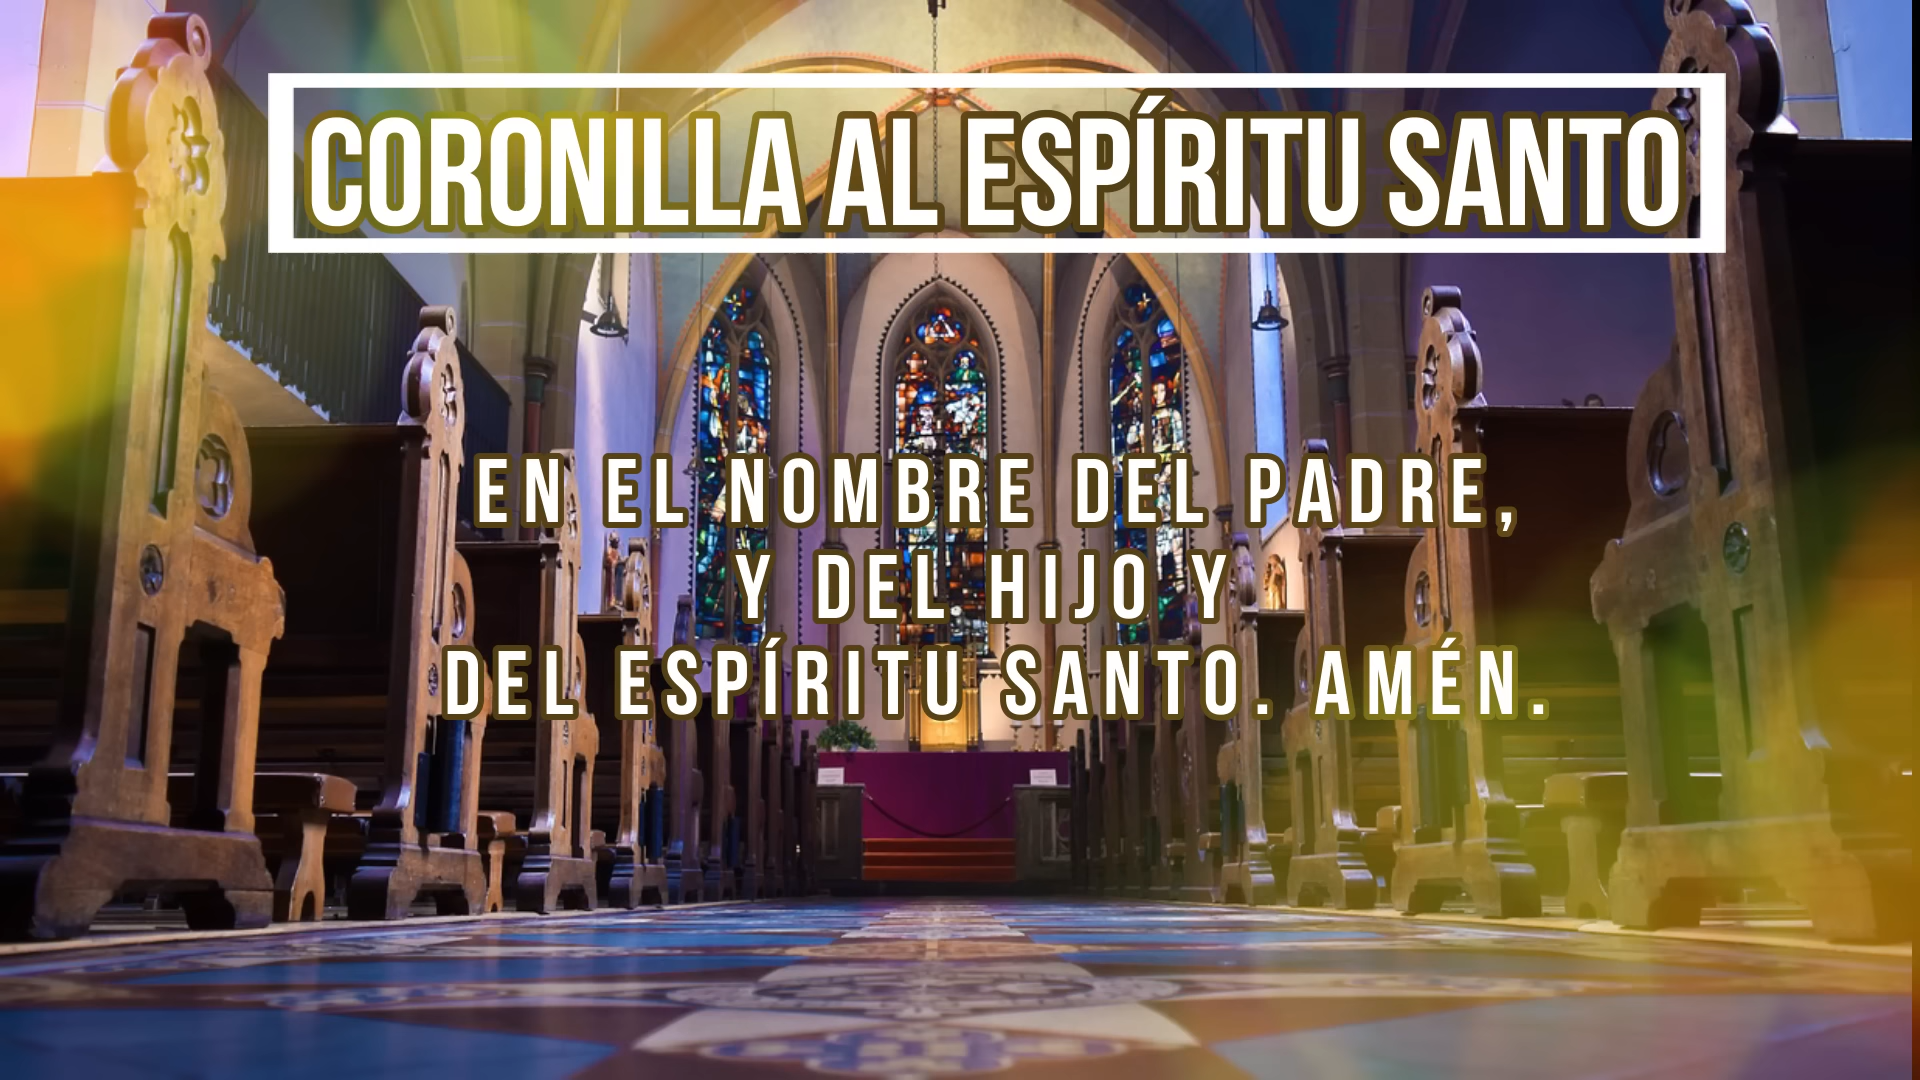 CORONILLA AL ESPÍRITU SANTO
EN EL NOMBRE DEL PADRE,
Y DEL HIJO Y
DEL ESPÍRITU SANTO. AMÉN.